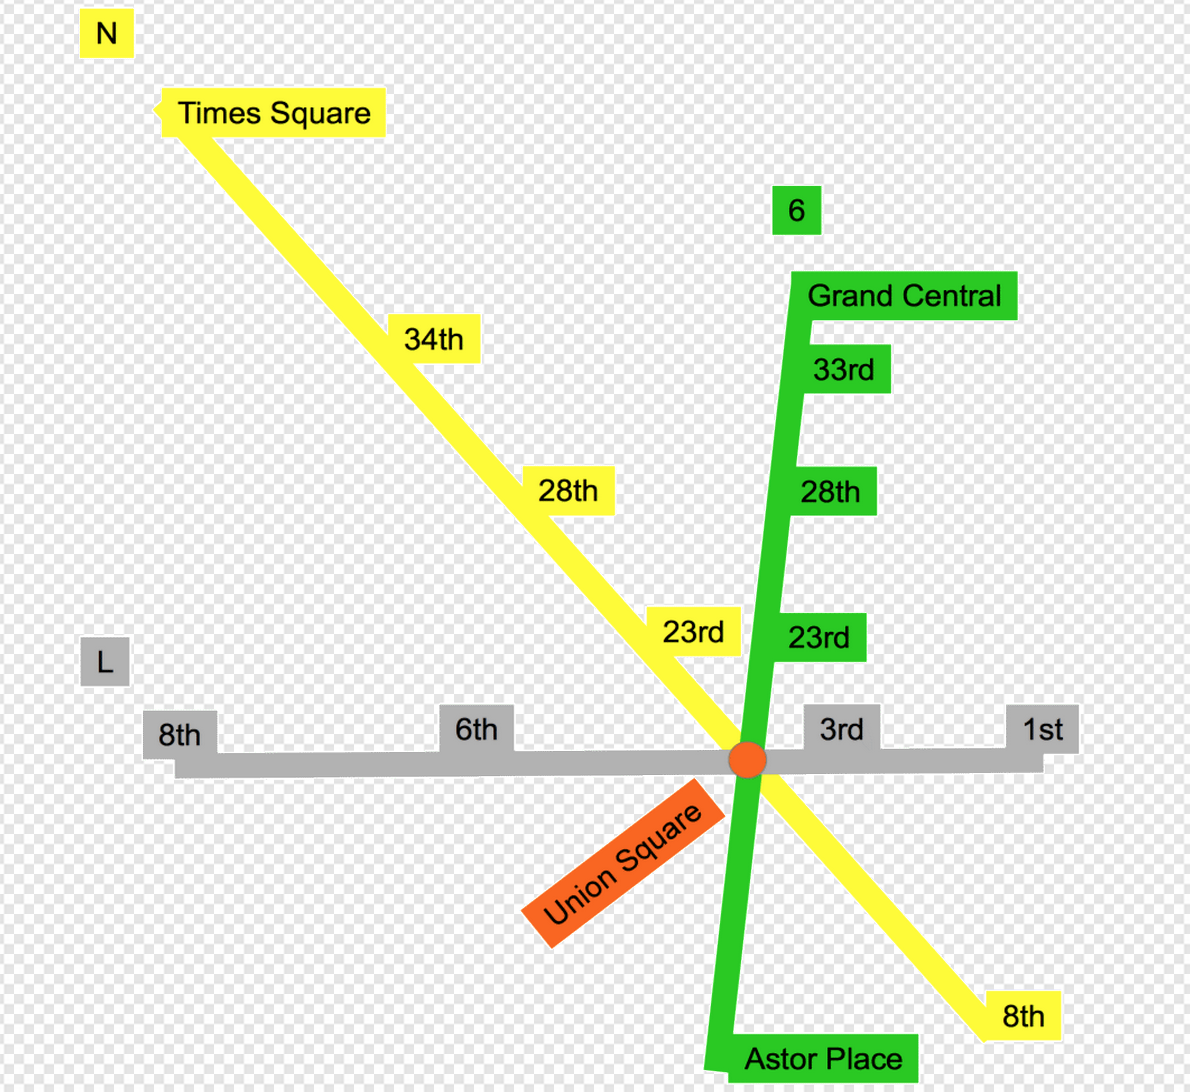 N
Times Square
6
Grand Central
34th
33rd
28th
28th
23rd
23rd
L
8th
6th
3rd
1st
Union Square
8th
Astor Place